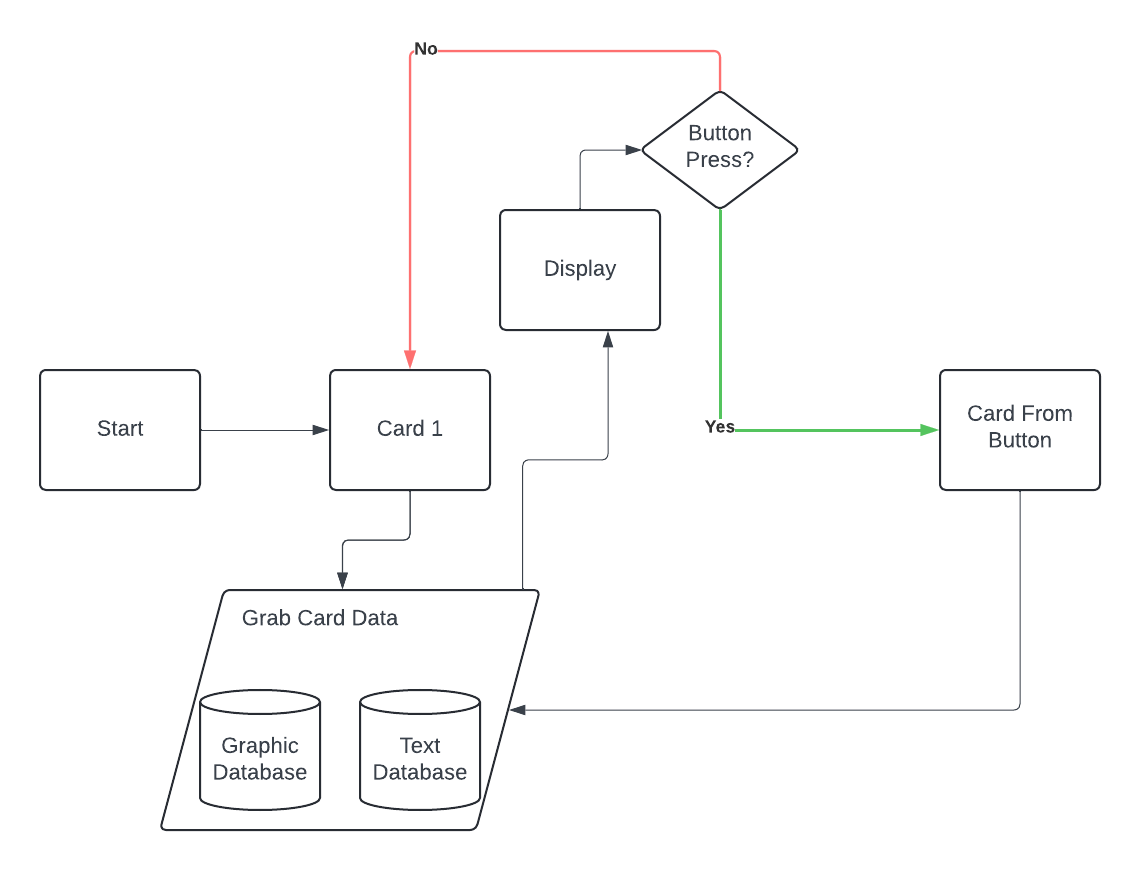 No
Button
Press?
Display
Start
Card 1
Yes
Card From
Button
Grab Card Data
Graphic
Database
Text
Database